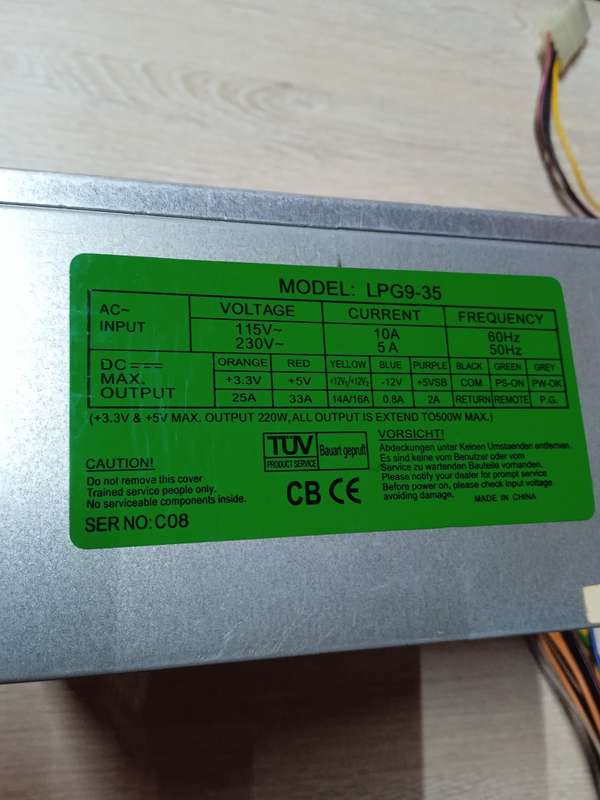 MODEL: LPG9-35
AC~ INPUT VOLTAGE CURRENT FREQUENCY
115V~ 10A 60Hz
230V~ 5A 50Hz
DC MAX. OUTPUT ORANGE RED YELLOW BLUE PURPLE BLACK GREEN GREY
+3.3V +5V +12V1/+12V2 -12V +5VSB COM PS-ON PW-OK
25A 33A 14A/16A 0.8A 2A RETURN REMOTE P.G.
(+3.3V & +5V MAX. OUTPUT 220W,ALL OUTPUT IS EXTEND TO500W MAX.)
CAUTION!
Do not remove this cover
Trained service people only.
No serviceable components inside.
SER NO: C08
TÜV Bauart gepruft
PRODUCT SERVICE
CB CE
VORSICHT!
Abdeckungen unter Keinen Umstaenden entfernen.
Es sind keine vom Benutzer oder vom
Service zu wartenden Bauteile vorhanden.
Please notify your dealer for prompt service
Before power on, please check input voltage
avoiding damage. MADE IN CHINA